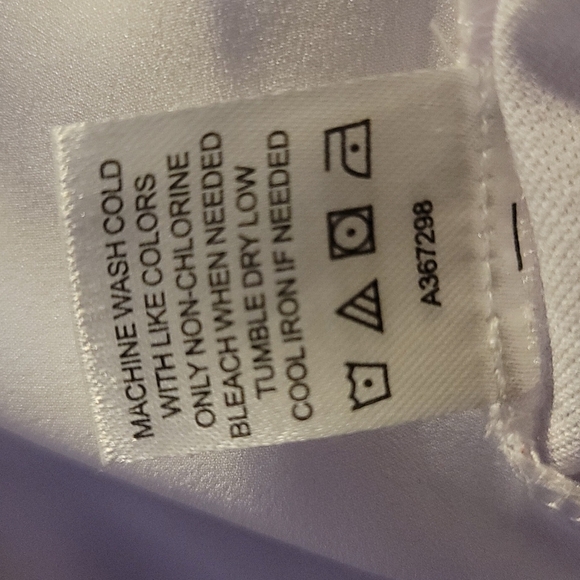 MACHINE WASH COLD
WITH LIKE COLORS
ONLY NON-CHLORINE
BLEACH WHEN NEEDED
TUMBLE DRY LOW
COOL IRON IF NEEDED
A367298